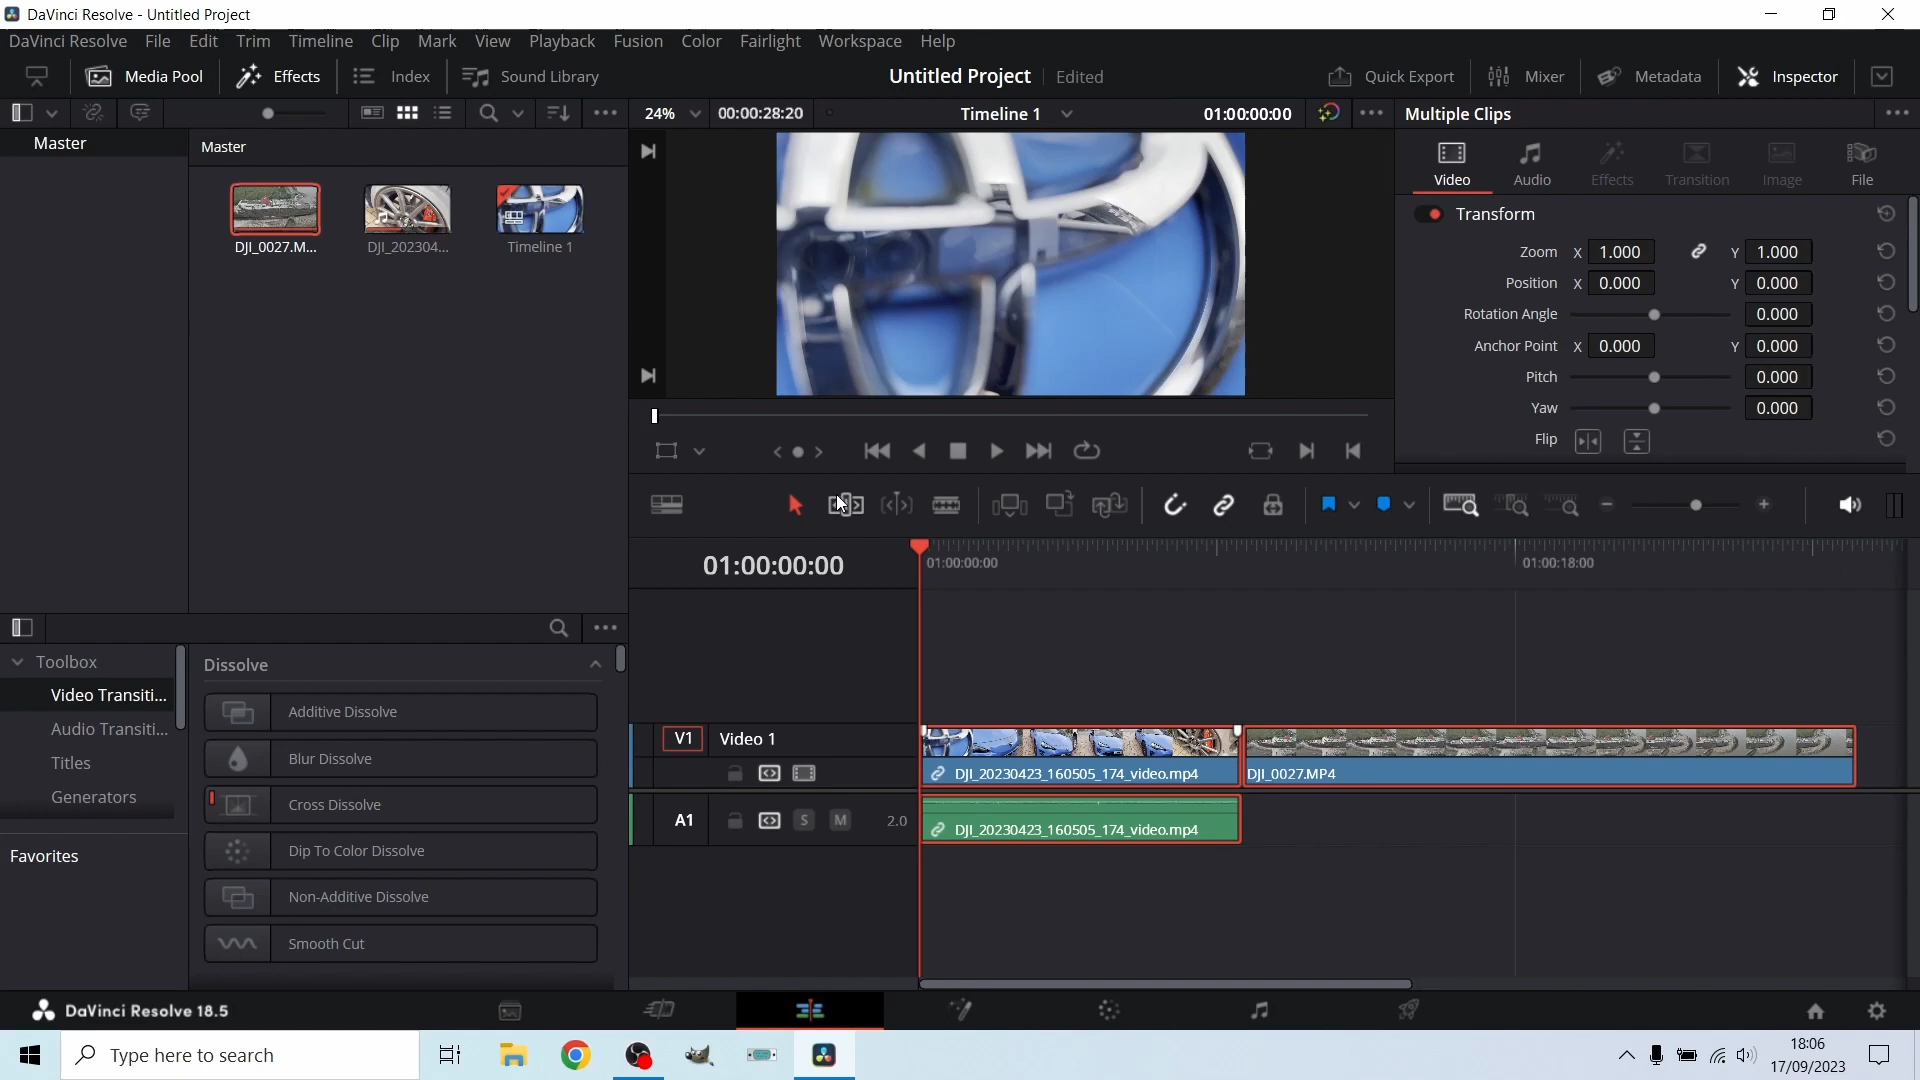 DaVinci Resolve - Untitled Project
DaVinci Resolve File Edit Trim Timeline Clip Mark View Playback Fusion Color Fairlight Workspace Help
Media Pool Effects Index Sound Library Untitled Project Edited Quick Export Mixer Metadata Inspector
24% 00:00:28:20 Timeline 1 01:00:00:00 Multiple Clips
Master Master
Video Audio Effects Transition Image File
Transform
DJI_0027.M... DJI_202304... Timeline 1
Zoom X 1.000 Y 1.000
Position X 0.000 Y 0.000
Rotation Angle 0.000
Anchor Point X 0.000 Y 0.000
Pitch 0.000
Yaw 0.000
Flip
01:00:00:00 01:00:00:00 01:00:18:00
Toolbox
Video Transiti...
Audio Transiti...
Titles
Generators
Favorites
Dissolve
Additive Dissolve
Blur Dissolve
Cross Dissolve
Dip To Color Dissolve
Non-Additive Dissolve
Smooth Cut
V1 Video 1
DJI_20230423_160505_174_video.mp4 DJI_0027.MP4
A1 S M 2.0 DJI_20230423_160505_174_video.mp4
DaVinci Resolve 18.5
Type here to search
18:06
17/09/2023